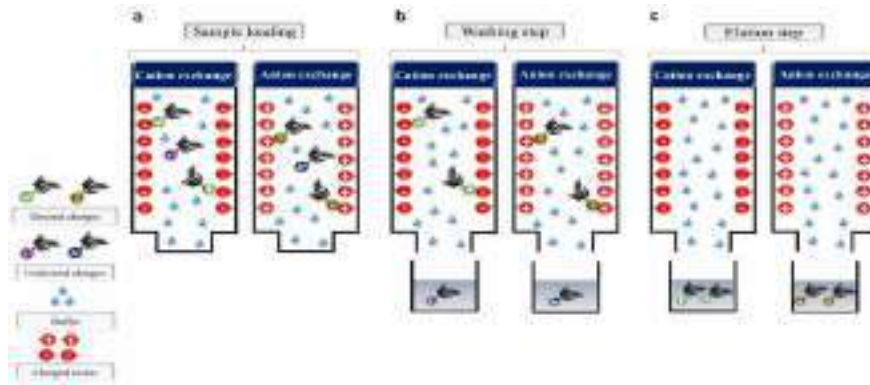 a
b
c
Sample loading
Washing step
Elution step
Cation exchange
Anion exchange
Cation exchange
Anion exchange
Cation exchange
Anion exchange
Desired charges
Undesired charges
Buffer
Charged